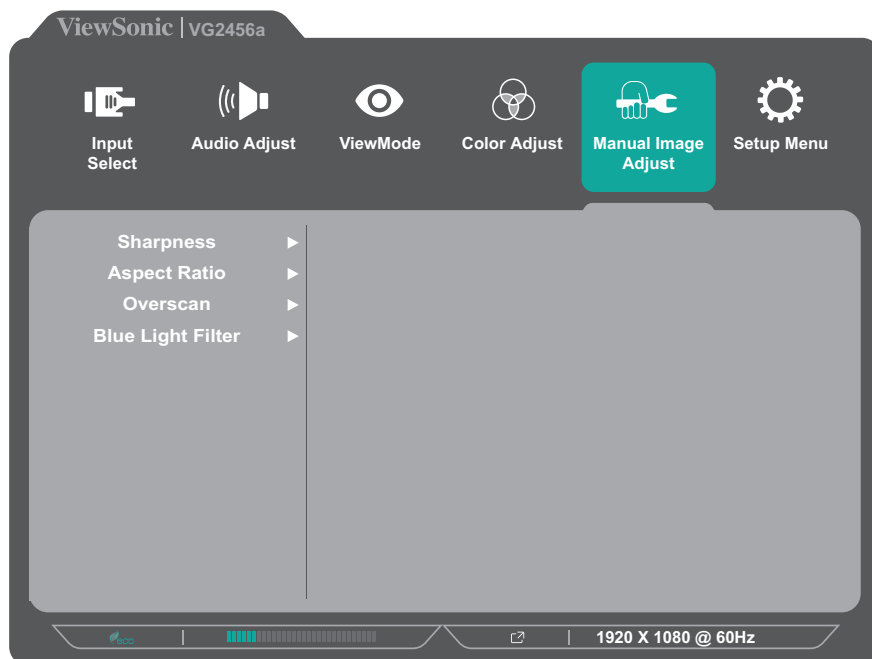 ViewSonic | VG2456a
Input
Select
Audio Adjust
ViewMode
Color Adjust
Manual Image
Adjust
Setup Menu
Sharpness
Aspect Ratio
Overscan
Blue Light Filter
eco
1920 X 1080 @ 60Hz